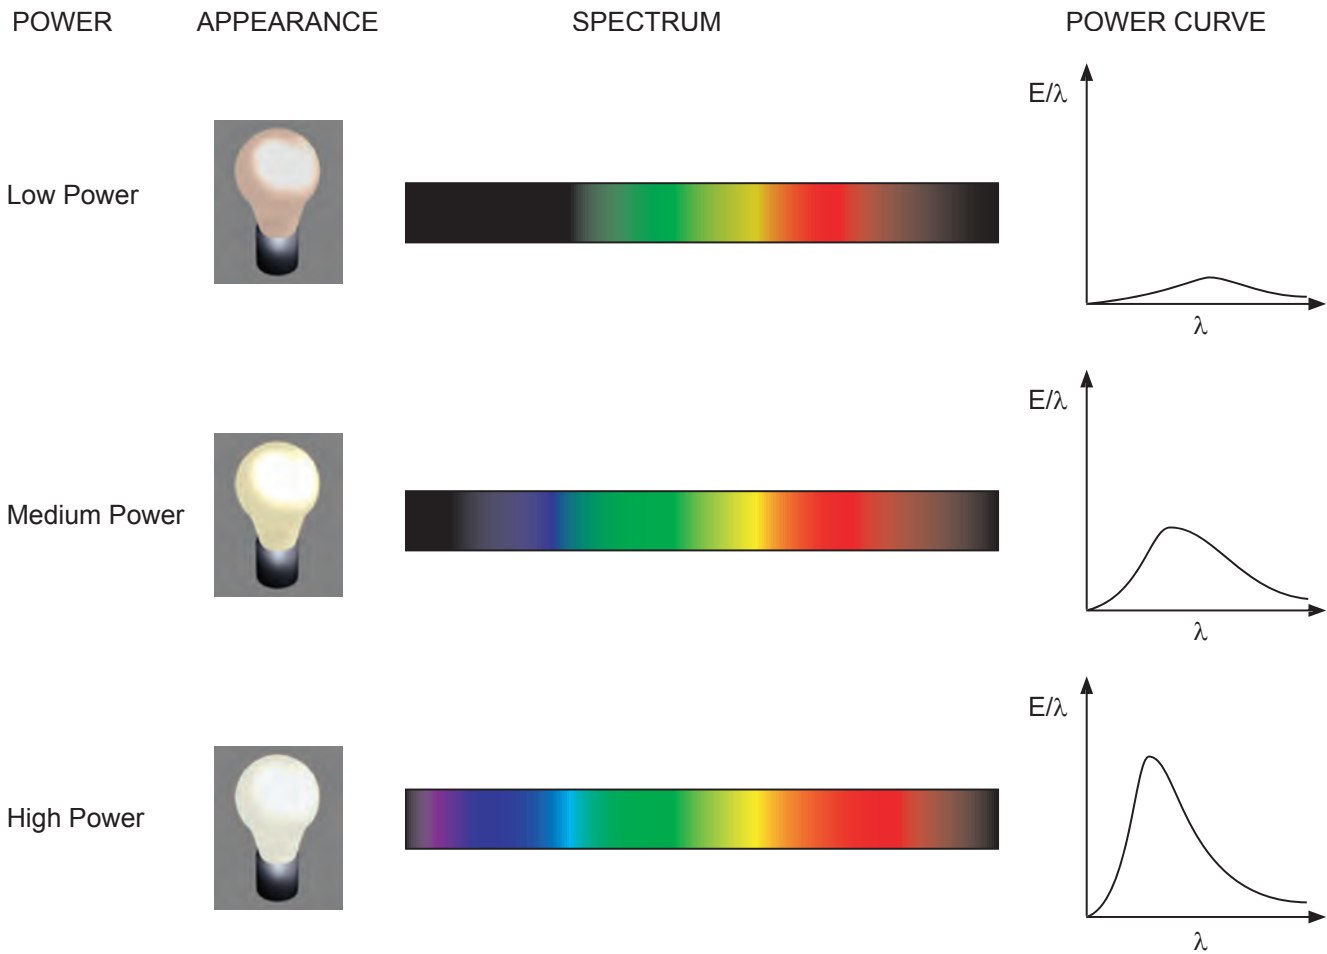 POWER APPEARANCE SPECTRUM POWER CURVE
E/λ
Low Power
λ
E/λ
Medium Power
λ
E/λ
High Power
λ